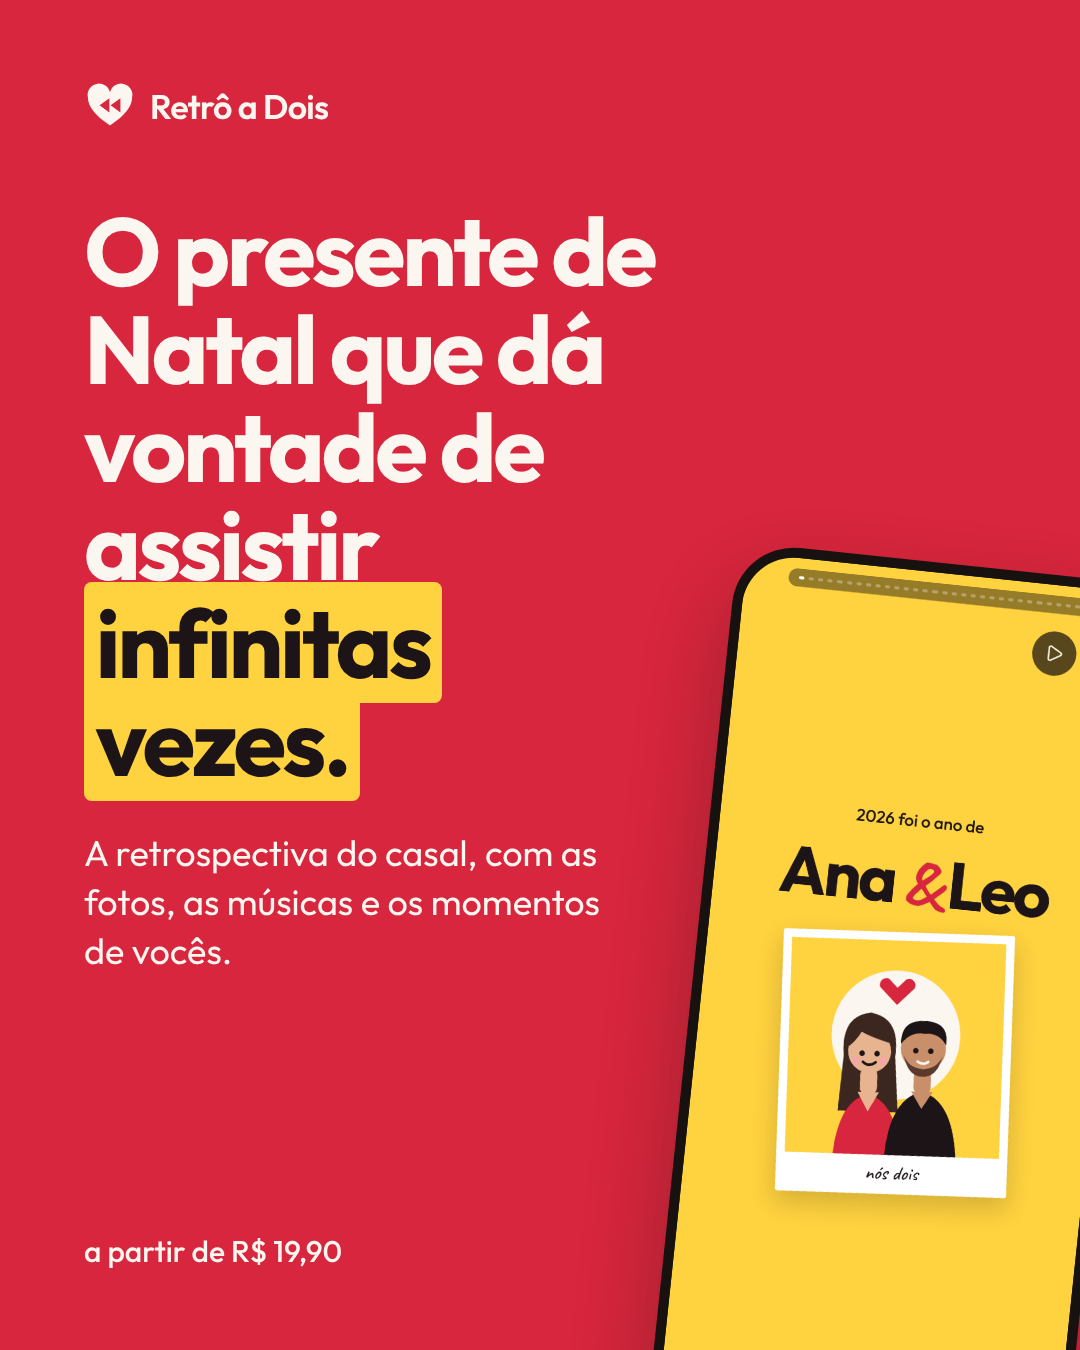 Retrô a Dois
O presente de
Natal que dá
vontade de
assistir
infinitas
vezes.
A retrospectiva do casal, com as
fotos, as músicas e os momentos
de vocês.
2026 foi o ano de
Ana & Leo
nós dois
a partir de R$ 19,90